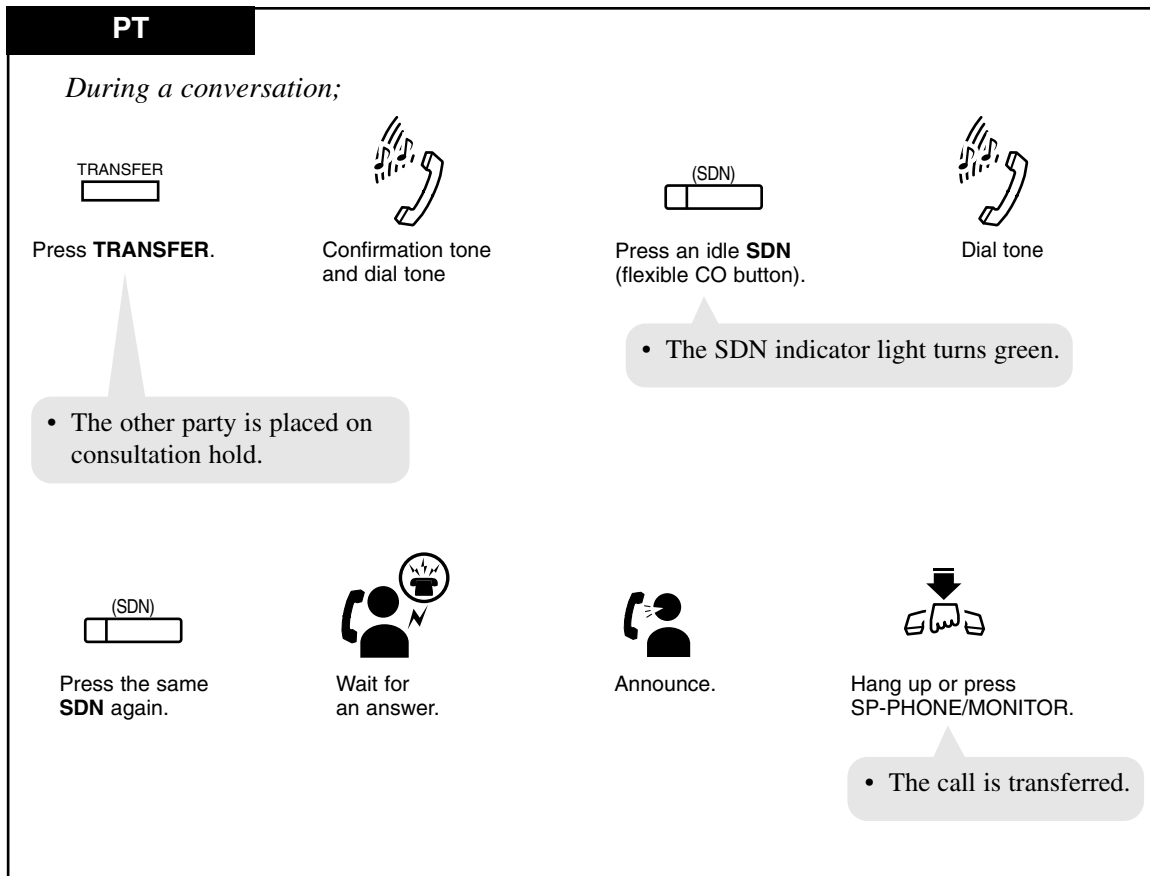 PT
During a conversation;
TRANSFER
Press TRANSFER.
Confirmation tone
and dial tone
(SDN)
Press an idle SDN
(flexible CO button).
Dial tone
• The SDN indicator light turns green.
• The other party is placed on
consultation hold.
(SDN)
Press the same
SDN again.
Wait for
an answer.
Announce.
Hang up or press
SP-PHONE/MONITOR.
• The call is transferred.